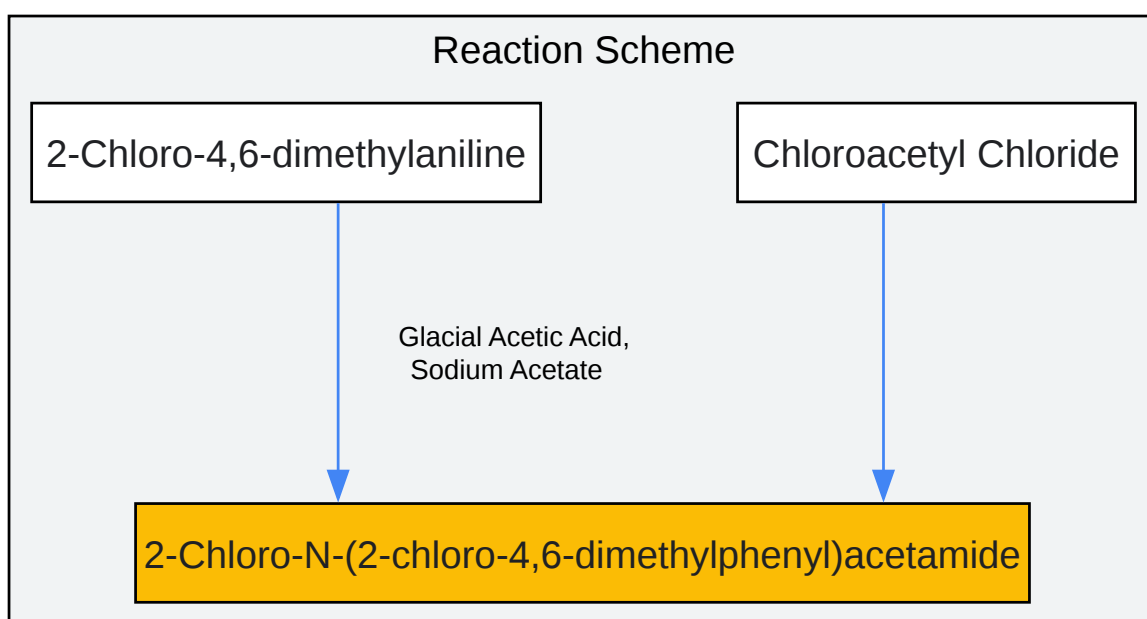 Reaction Scheme
2-Chloro-4,6-dimethylaniline
Chloroacetyl Chloride
Glacial Acetic Acid,
Sodium Acetate
2-Chloro-N-(2-chloro-4,6-dimethylphenyl)acetamide